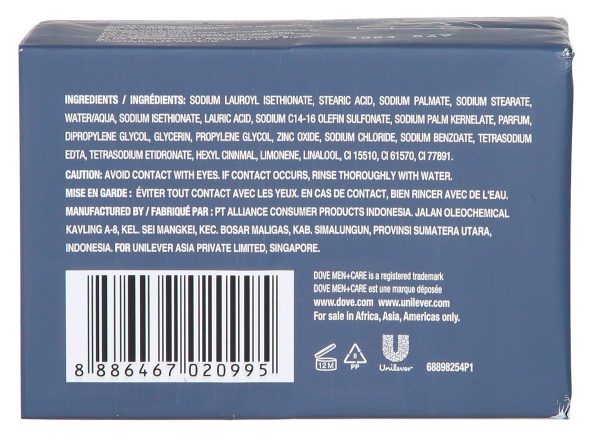 INGREDIENTS / INGRÉDIENTS: SODIUM LAUROYL ISETHIONATE, STEARIC ACID, SODIUM PALMATE, SODIUM STEARATE,
WATER/AQUA, SODIUM ISETHIONATE, LAURIC ACID, SODIUM C14-16 OLEFIN SULFONATE, SODIUM PALM KERNELATE, PARFUM,
DIPROPYLENE GLYCOL, GLYCERIN, PROPYLENE GLYCOL, ZINC OXIDE, SODIUM CHLORIDE, SODIUM BENZOATE, TETRASODIUM
EDTA, TETRASODIUM ETIDRONATE, HEXYL CINNMAL, LIMONENE, LINALOOL, CI 15510, CI 61570, CI 77891.
CAUTION: AVOID CONTACT WITH EYES. IF CONTACT OCCURS, RINSE THOROUGHLY WITH WATER.
MISE EN GARDE : ÉVITER TOUT CONTACT AVEC LES YEUX. EN CAS DE CONTACT, BIEN RINCER AVEC DE L'EAU.
MANUFACTURED BY / FABRIQUÉ PAR : PT ALLIANCE CONSUMER PRODUCTS INDONESIA. JALAN OLEOCHEMICAL
KAVLING A-8, KEL. SEI MANGKEI, KEC. BOSAR MALIGAS, KAB. SIMALUNGUN, PROVINSI SUMATERA UTARA,
INDONESIA. FOR UNILEVER ASIA PRIVATE LIMITED, SINGAPORE.
DOVE MEN+CARE is a registered trademark
DOVE MEN+CARE est une marque déposée
www.dove.com www.unilever.com
For sale in Africa, Asia, Americas only.
8 886467 020995
12M
5
PP
Unilever
68898254P1